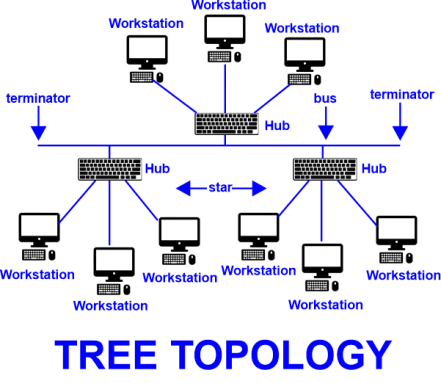 Workstation
Workstation
Workstation
terminator
bus
terminator
Hub
Hub
star
Hub
Workstation
Workstation
Workstation
Workstation
Workstation
Workstation
TREE TOPOLOGY